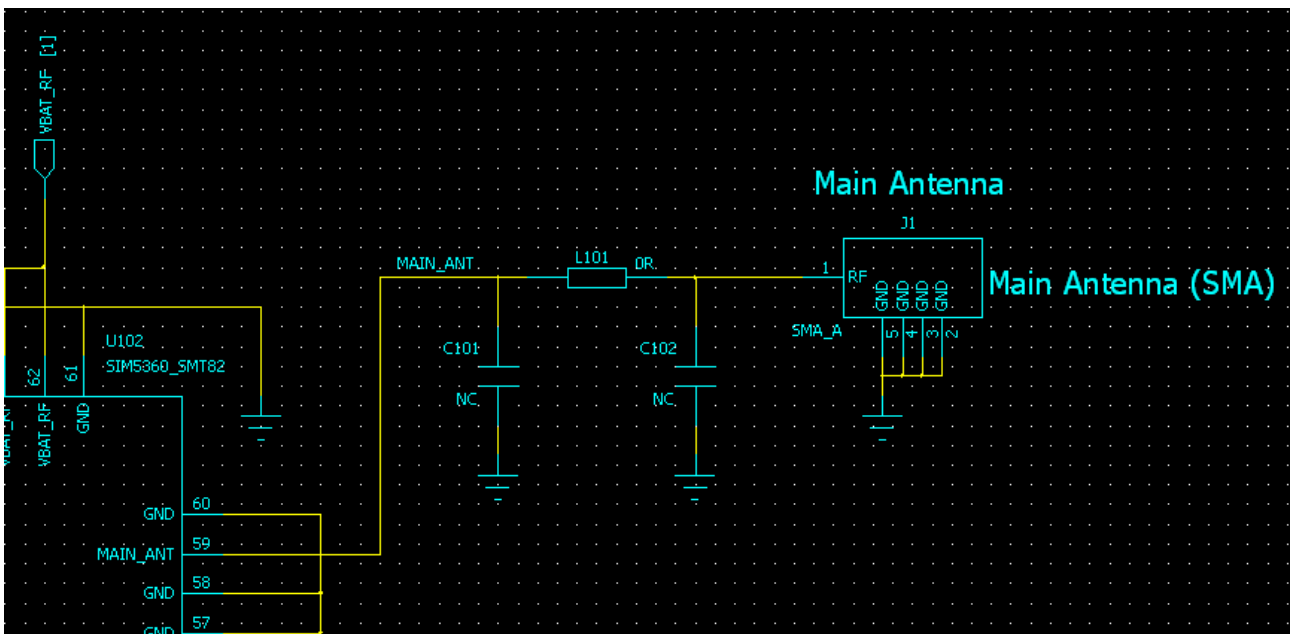 VBAT_RF [1]
Main Antenna
J1
MAIN_ANT
L101
0R
1
RF
GND
GND
GND
GND
Main Antenna (SMA)
SMA_A
5
4
3
2
U102
SIM5360_SMT82
C101
C102
NC
NC
62
61
VBAT_RF
VBAT_RF
GND
GND
60
MAIN_ANT
59
GND
58
GND
57